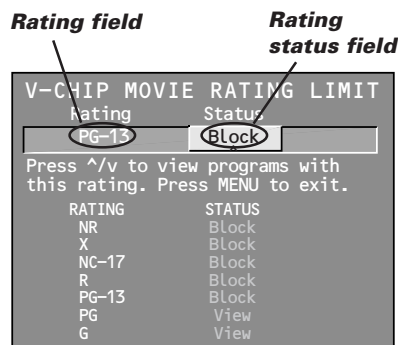 Rating field
Rating
status field
V-CHIP MOVIE RATING LIMIT
Rating Status
PG-13 Block
Press ^/v to view programs with
this rating. Press MENU to exit.
RATING STATUS
NR Block
X Block
NC-17 Block
R Block
PG-13 Block
PG View
G View